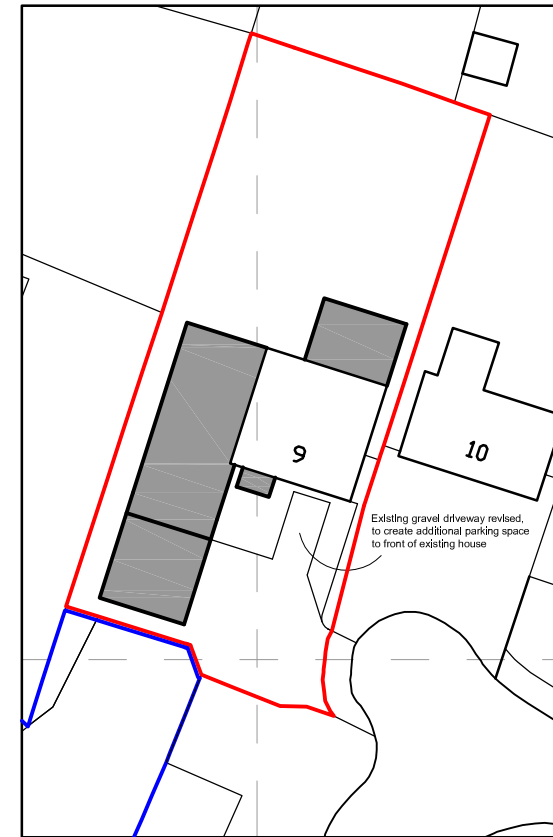 9
10
Existing gravel driveway revised,
to create additional parking space
to front of existing house